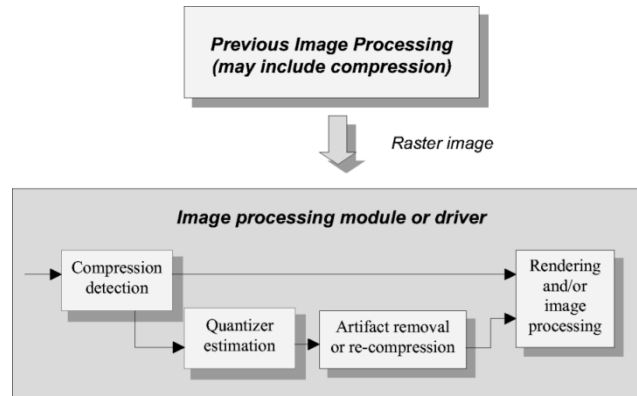 Previous Image Processing
(may include compression)
Raster image
Image processing module or driver
Compression
detection
Rendering
and/or
image
processing
Quantizer
estimation
Artifact removal
or re-compression